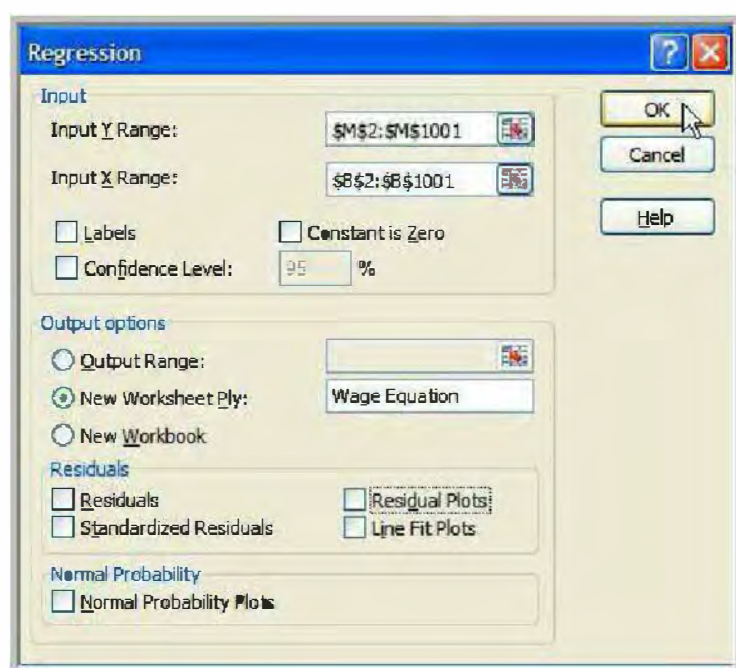 Regression
Input
Input Y Range: $M$2:$M$1001
Input X Range: $B$2:$B$1001
Labels Constant is Zero
Confidence Level: 95 %
Output options
Output Range:
New Worksheet Ply: Wage Equation
New Workbook
Residuals
Residuals Residual Plots
Standardized Residuals Line Fit Plots
Normal Probability
Normal Probability Plots
OK
Cancel
Help